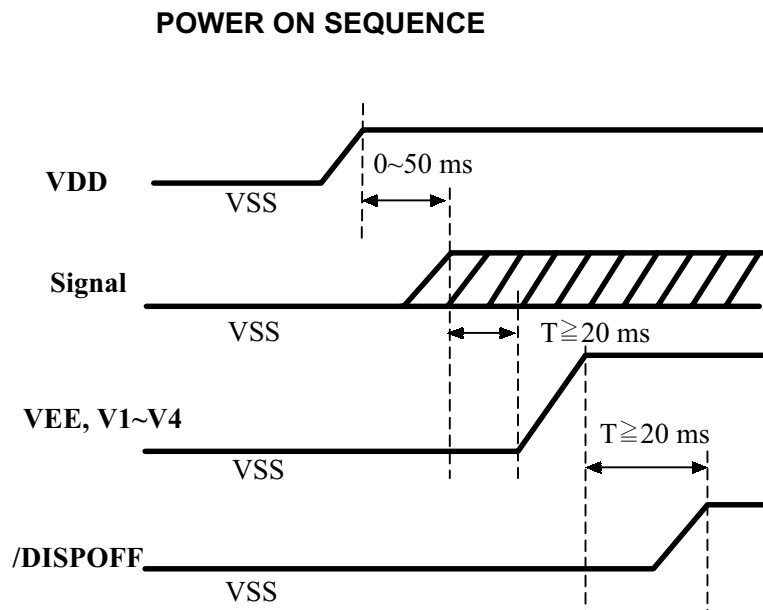 POWER ON SEQUENCE
0~50 ms
VDD
VSS
Signal
VSS
T≧20 ms
VEE, V1~V4
T≧20 ms
VSS
/DISPOFF
VSS